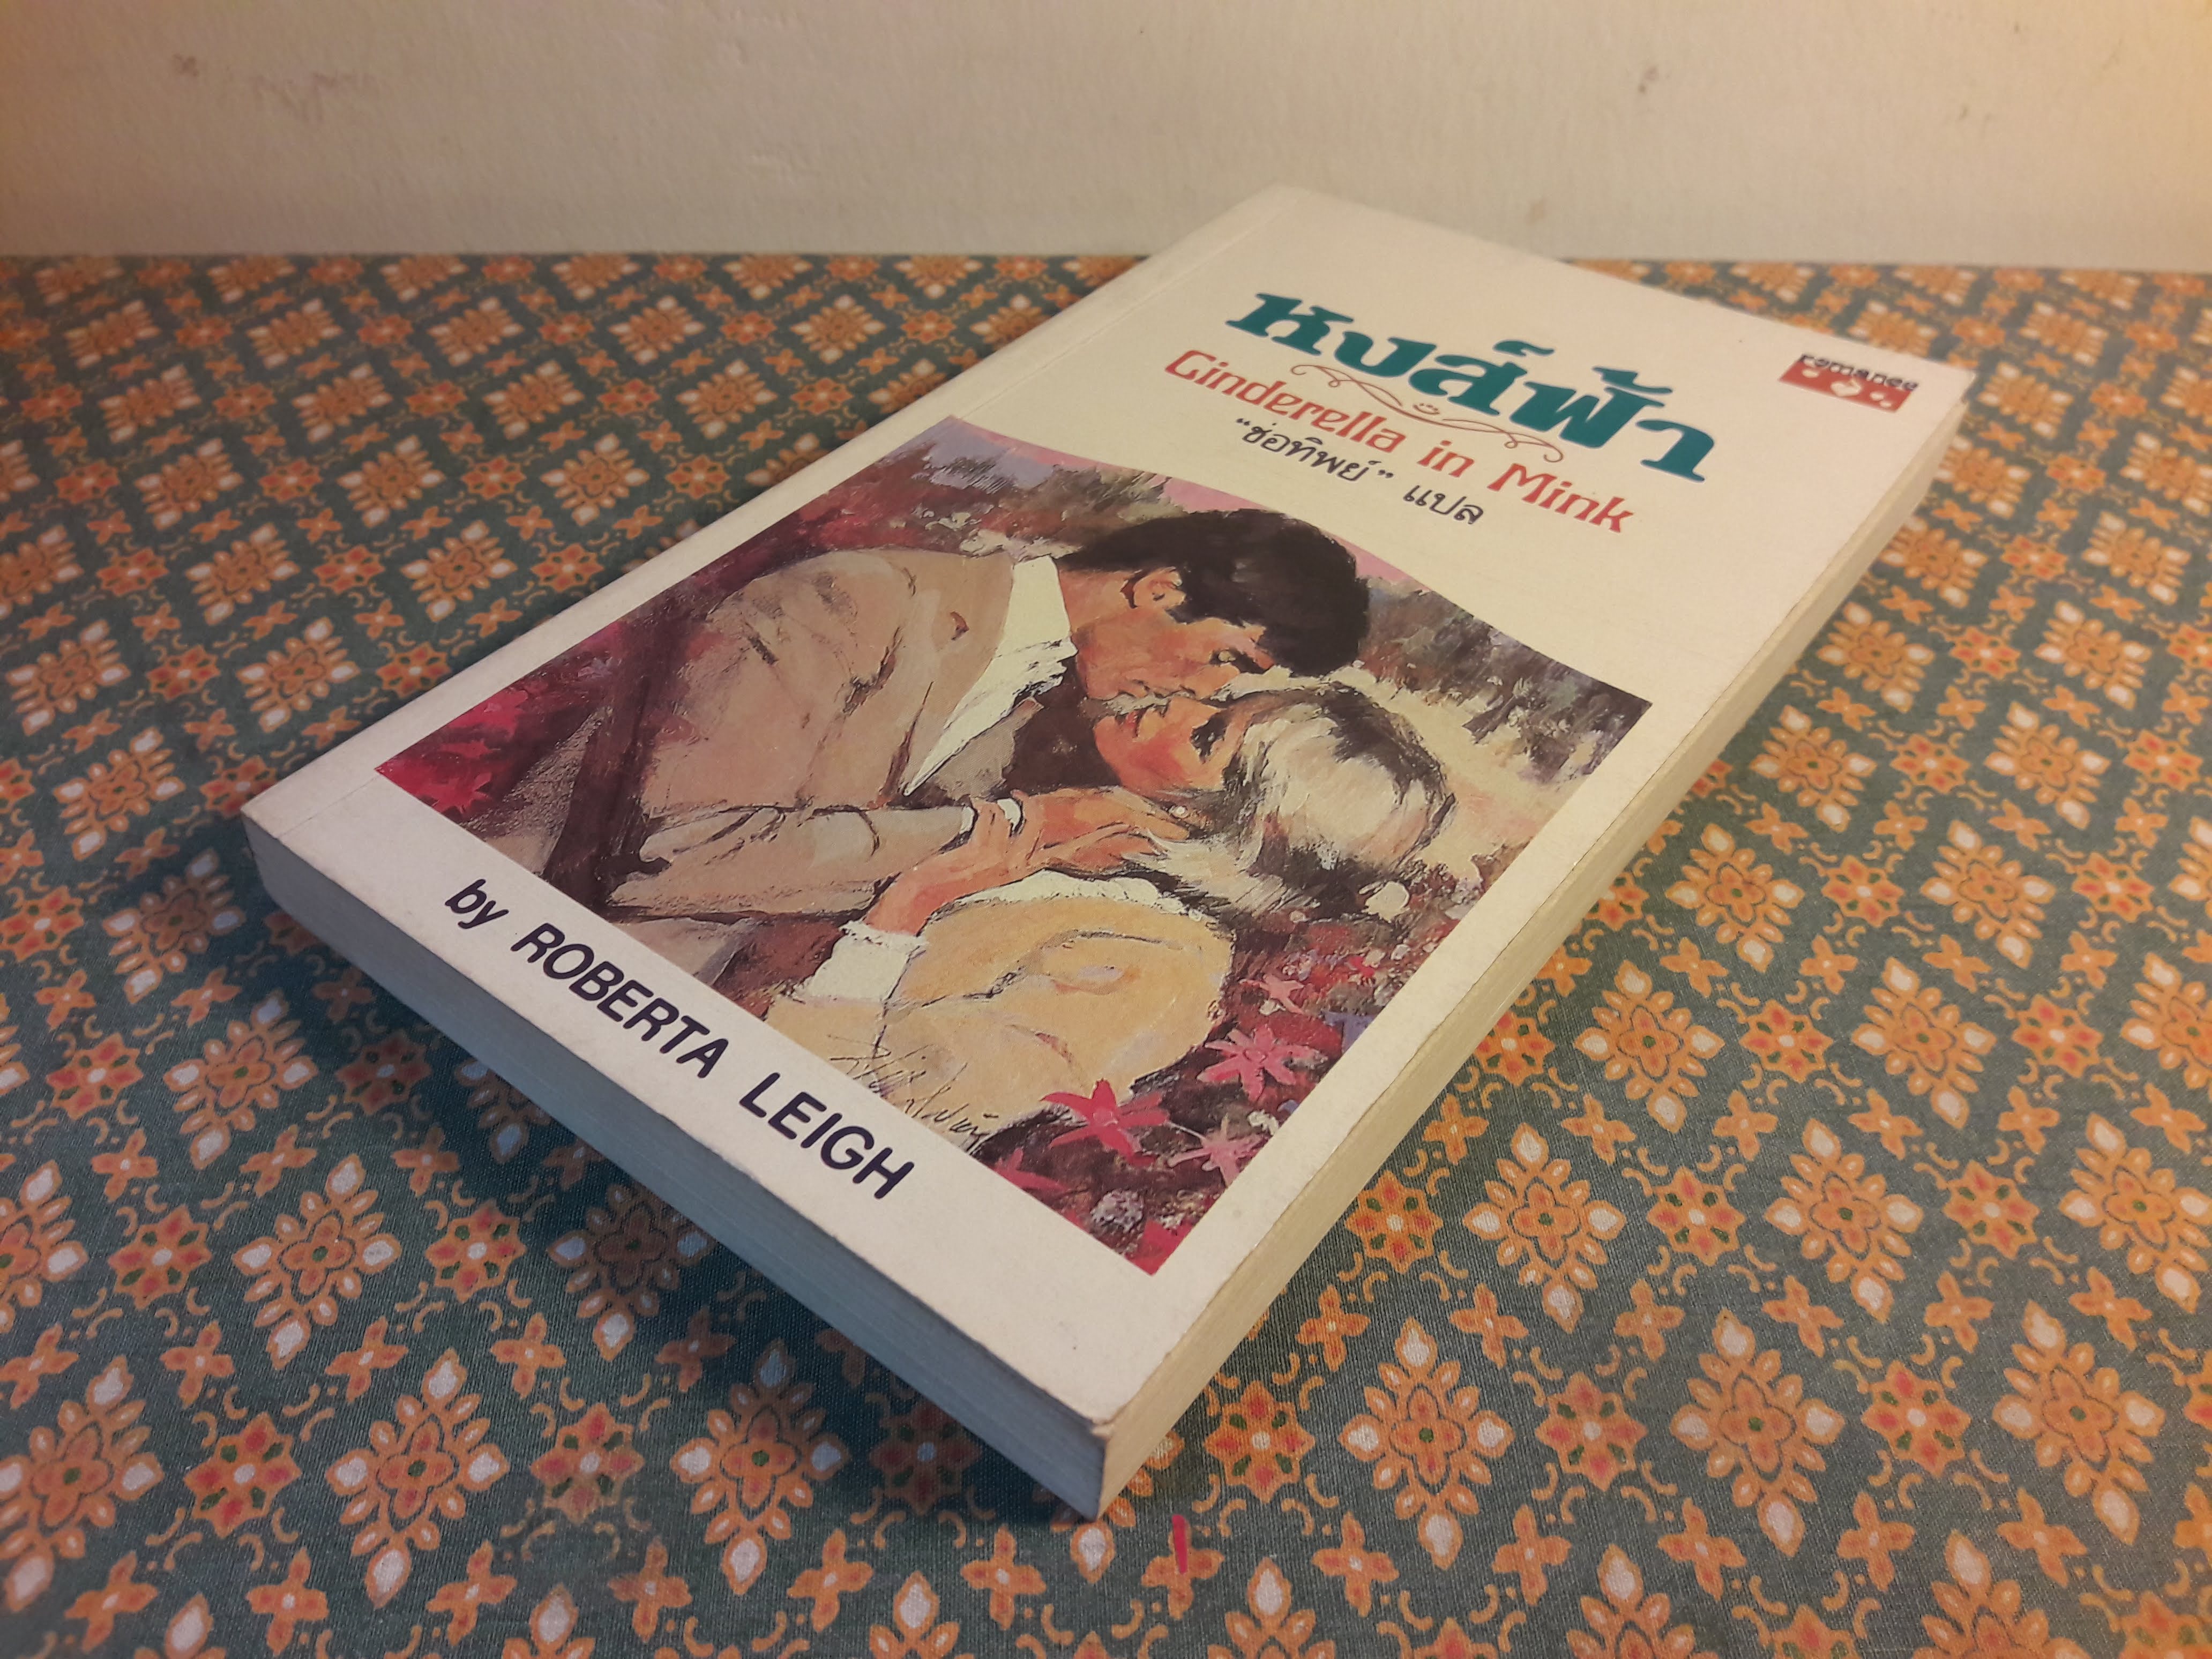 romance
หงส์ฟ้า
Cinderella in Mink
"ช่อทิพย์" แปล
by ROBERTA LEIGH